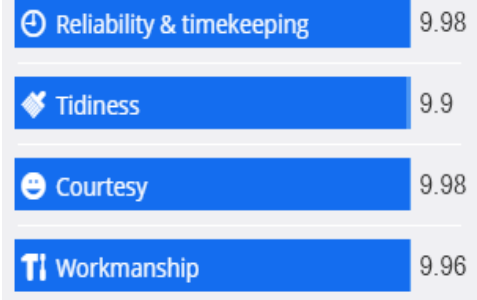 Reliability & timekeeping 9.98
Tidiness 9.9
Courtesy 9.98
Workmanship 9.96